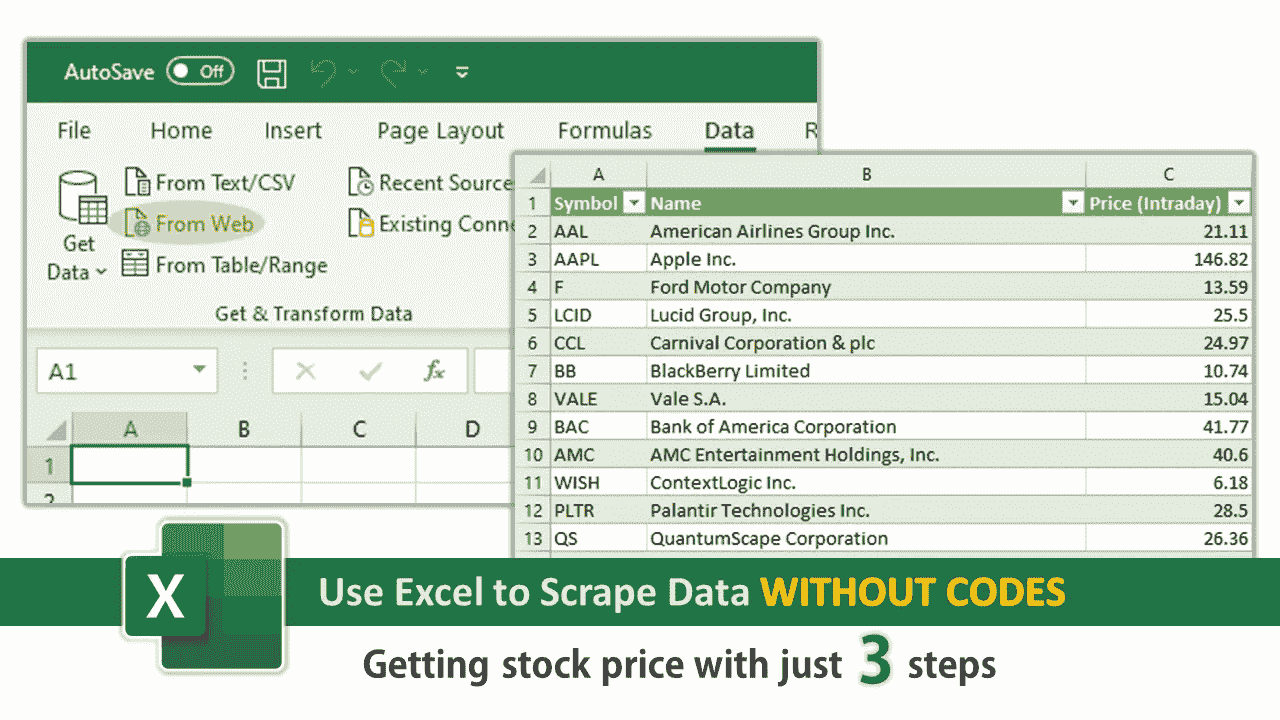 AutoSave Off
File Home Insert Page Layout Formulas Data R
From Text/CSV Recent Source
From Web Existing Conne
From Table/Range
Get
Data
Get & Transform Data
A1 fx
A B C D
1
2
A B C
1 Symbol Name Price (Intraday)
2 AAL American Airlines Group Inc. 21.11
3 AAPL Apple Inc. 146.82
4 F Ford Motor Company 13.59
5 LCID Lucid Group, Inc. 25.5
6 CCL Carnival Corporation & plc 24.97
7 BB BlackBerry Limited 10.74
8 VALE Vale S.A. 15.04
9 BAC Bank of America Corporation 41.77
10 AMC AMC Entertainment Holdings, Inc. 40.6
11 WISH ContextLogic Inc. 6.18
12 PLTR Palantir Technologies Inc. 28.5
13 QS QuantumScape Corporation 26.36
X
Use Excel to Scrape Data WITHOUT CODES
Getting stock price with just 3 steps